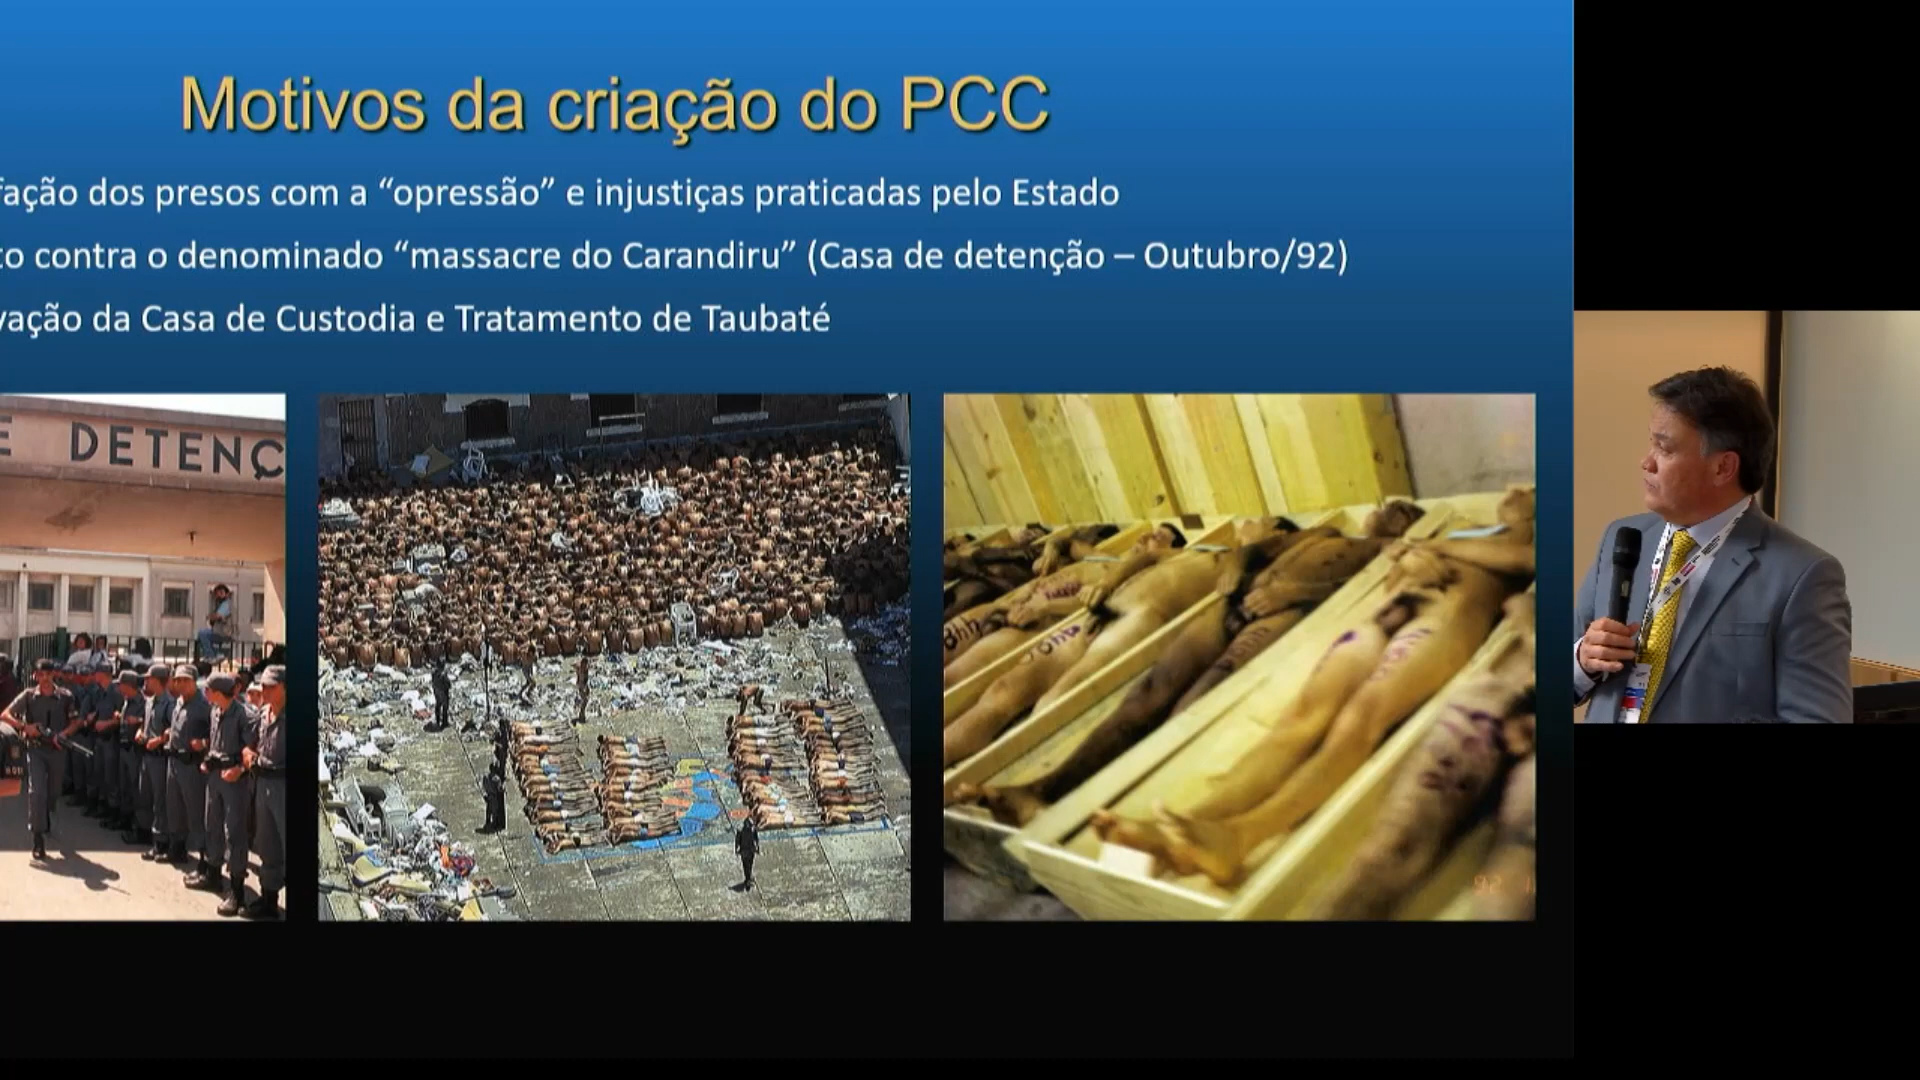 Motivos da criação do PCC
fação dos presos com a “opressão” e injustiças praticadas pelo Estado
to contra o denominado “massacre do Carandiru” (Casa de detenção – Outubro/92)
vação da Casa de Custodia e Tratamento de Taubaté
E DETENÇ